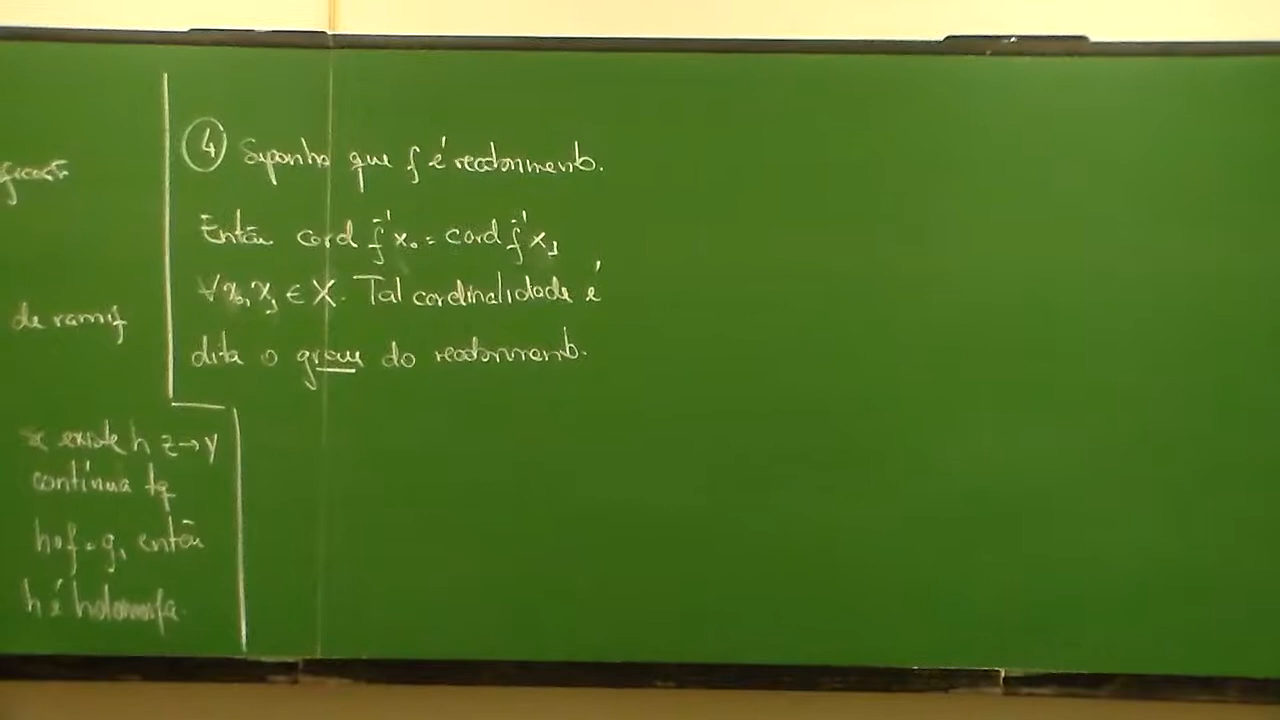 de ramif
se existe h z→Y
contínua tq
h∘f=g, então
h é holomorfa.
④ Suponha que f é recobrimento.
Então card f⁻¹x₀ = card f⁻¹x₁
∀x₀, x₁ ∈ X. Tal cardinalidade é
dita o grau do recobrimento.